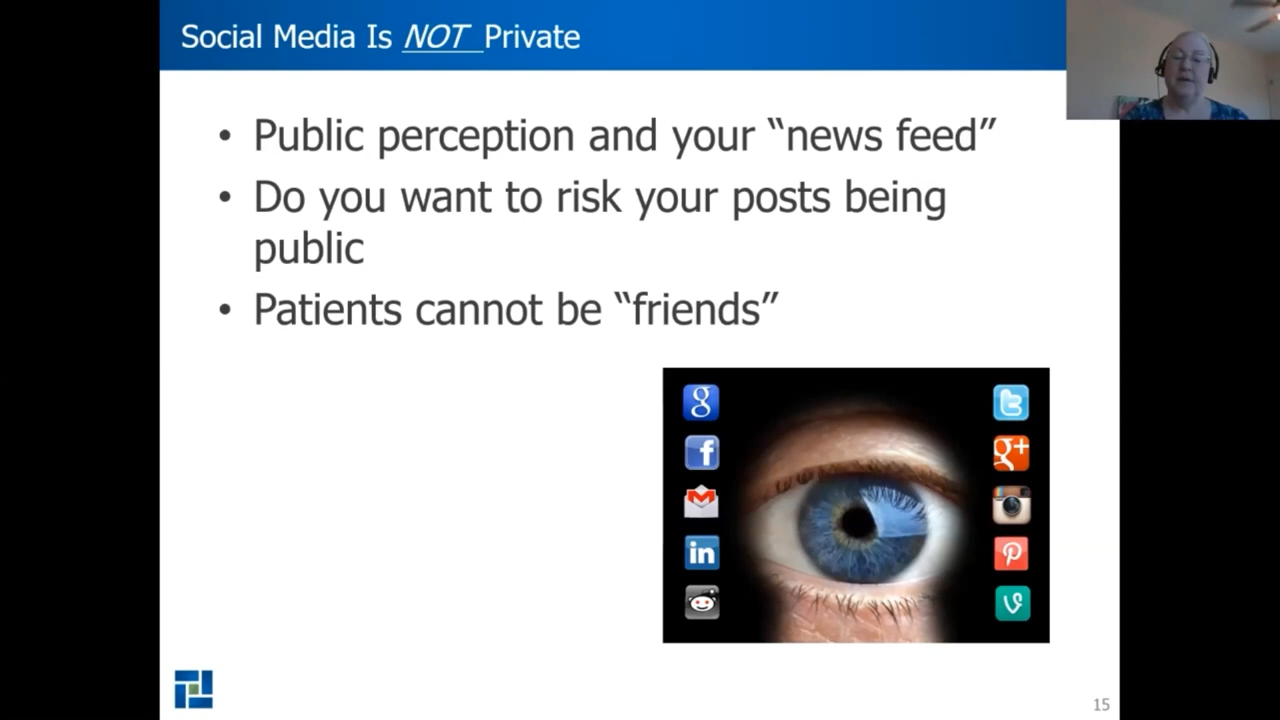 Social Media Is NOT Private
• Public perception and your “news feed”
• Do you want to risk your posts being
public
• Patients cannot be “friends”
g
f
g+
in
15